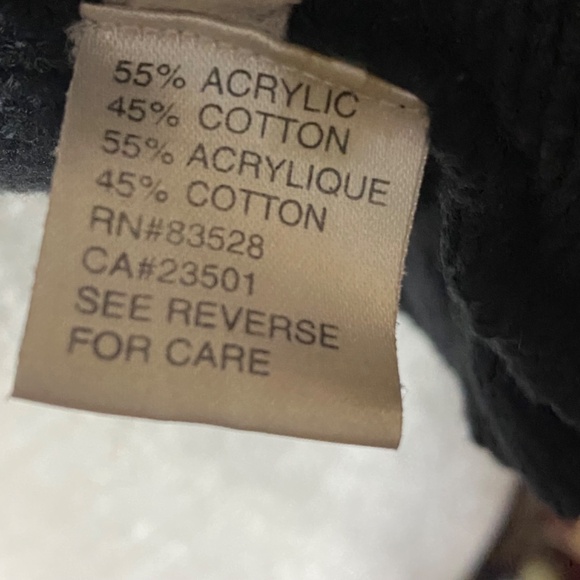 55% ACRYLIC
45% COTTON
55% ACRYLIQUE
45% COTTON
RN#83528
CA#23501
SEE REVERSE
FOR CARE